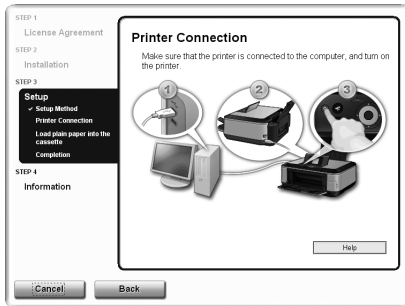 STEP 1
License Agreement
STEP 2
Installation
STEP 3
Setup
Setup Method
Printer Connection
Load plain paper into the
cassette
Completion
STEP 4
Information
Printer Connection
Make sure that the printer is connected to the computer, and turn on
the printer.
1
2
3
Help
Cancel
Back